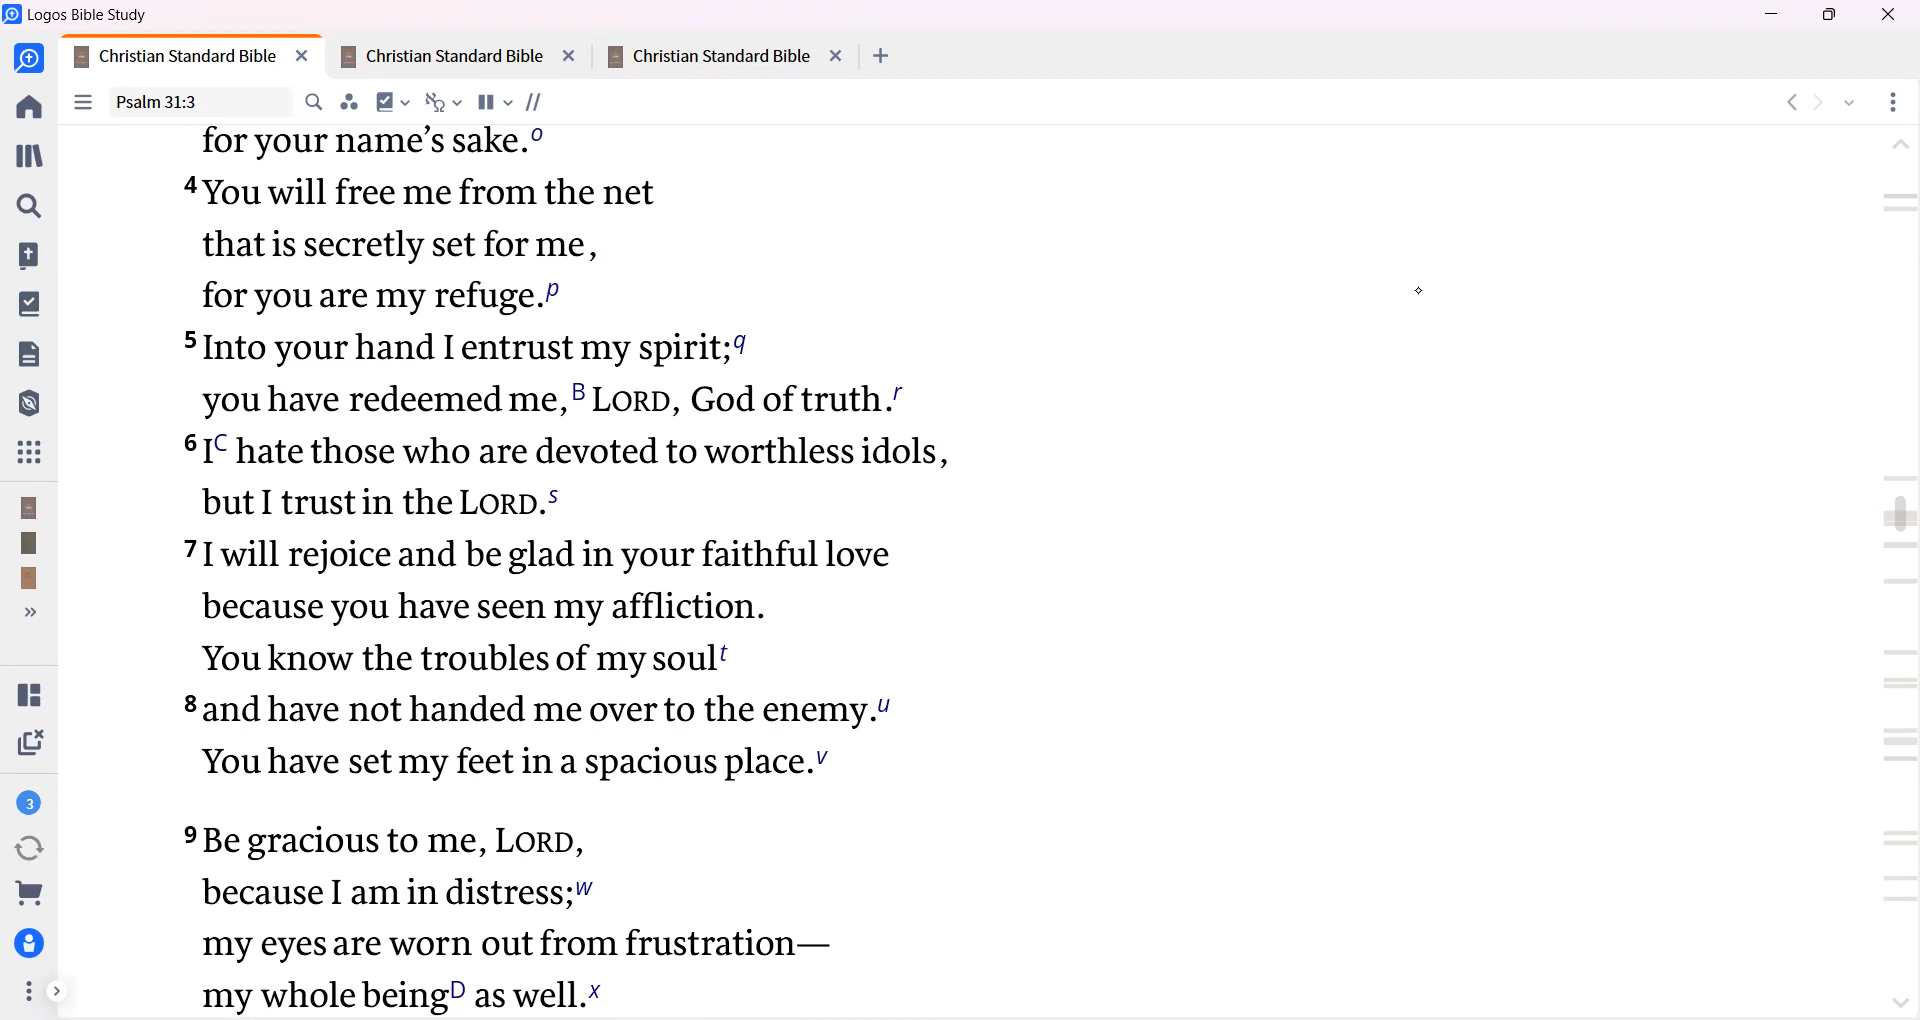 Logos Bible Study
Christian Standard Bible
Christian Standard Bible
Christian Standard Bible
Psalm 31:3
for your name’s sake.o
4 You will free me from the net
that is secretly set for me,
for you are my refuge.p
5 Into your hand I entrust my spirit;q
you have redeemed me,B LORD, God of truth.r
6 IC hate those who are devoted to worthless idols,
but I trust in the LORD.s
7 I will rejoice and be glad in your faithful love
because you have seen my affliction.
You know the troubles of my soult
8 and have not handed me over to the enemy.u
You have set my feet in a spacious place.v
9 Be gracious to me, LORD,
because I am in distress;w
my eyes are worn out from frustration—
my whole beingD as well.x
3